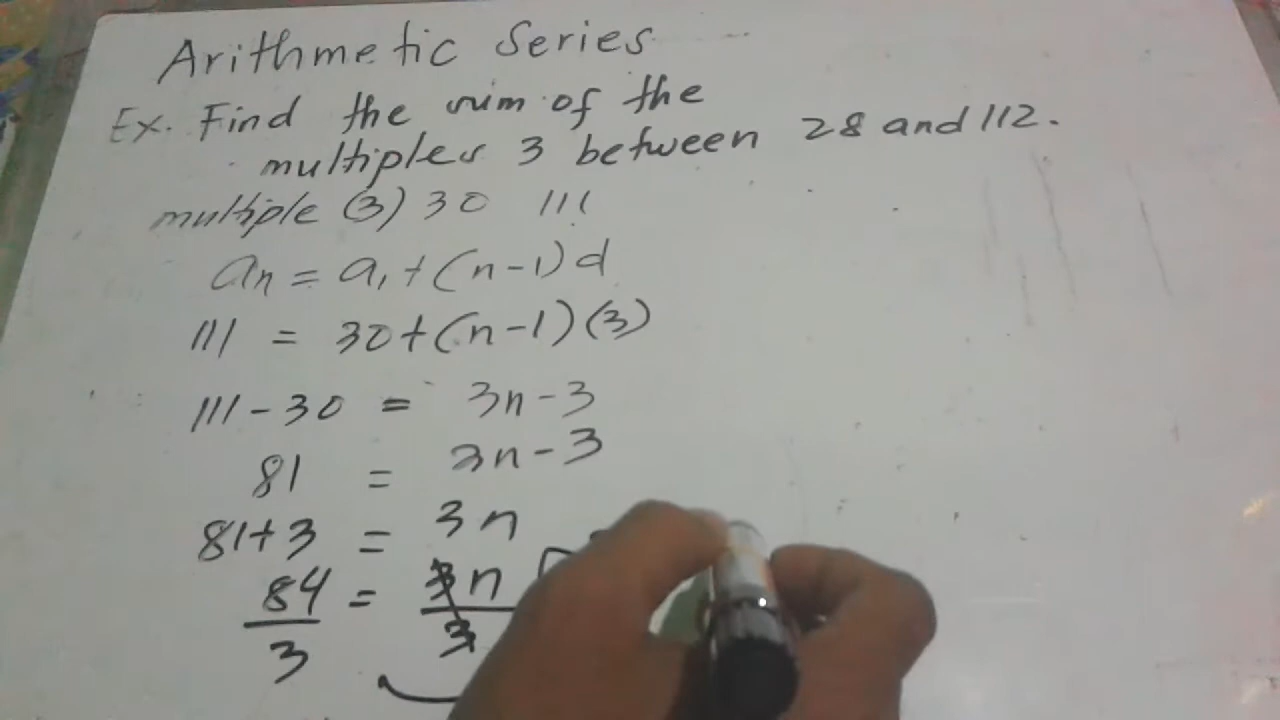 Arithmetic Series
Ex. Find the sum of the
multiples 3 between 28 and 112.
multiple (3) 30 111
an = a1 + (n-1)d
111 = 30+(n-1)(3)
111-30 = 3n-3
81 = 3n-3
81+3 = 3n
84/3 = 3n/3